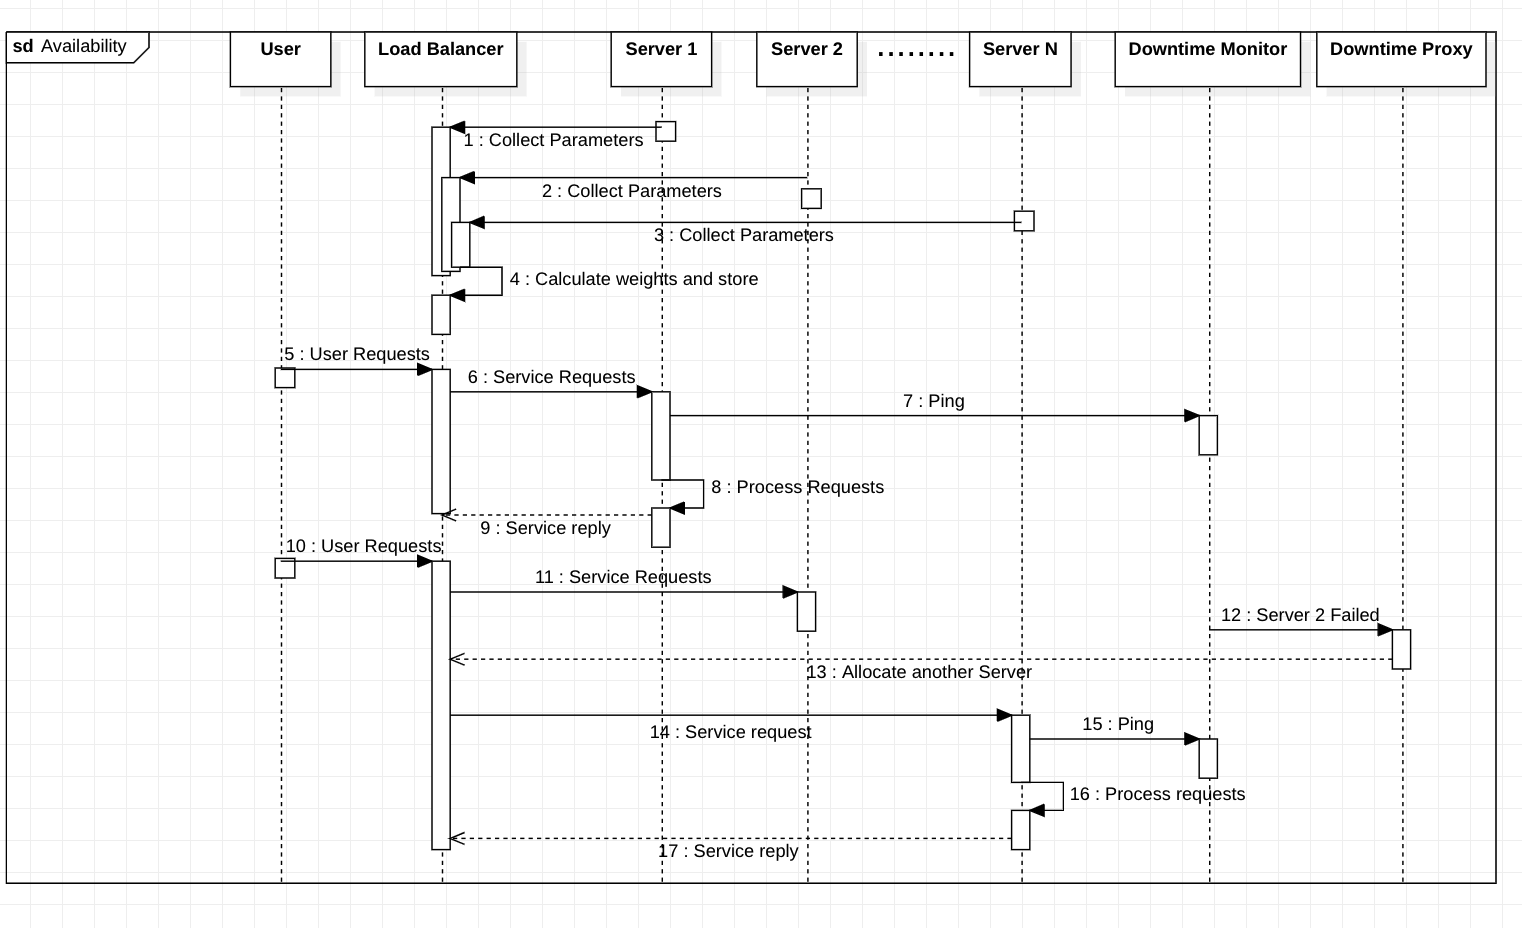 sd Availability
User
Load Balancer
Server 1
Server 2
........
Server N
Downtime Monitor
Downtime Proxy
1 : Collect Parameters
2 : Collect Parameters
3 : Collect Parameters
4 : Calculate weights and store
5 : User Requests
6 : Service Requests
7 : Ping
8 : Process Requests
9 : Service reply
10 : User Requests
11 : Service Requests
12 : Server 2 Failed
13 : Allocate another Server
14 : Service request
15 : Ping
16 : Process requests
17 : Service reply